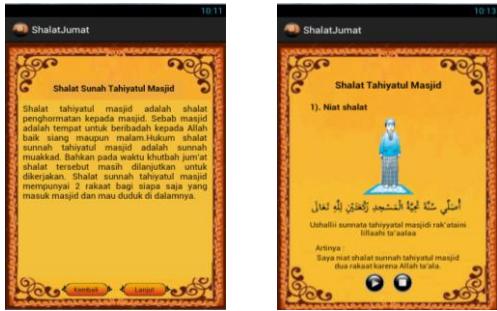 10:11
ShalatJumat
Shalat Sunah Tahiyatul Masjid
Shalat tahiyatul masjid adalah shalat
penghormatan kepada masjid. Sebab masjid
adalah tempat untuk beribadah kepada Allah
baik siang maupun malam.Hukum shalat
sunnah tahiyatul masjid adalah sunnah
muakkad. Bahkan pada waktu khutbah jum'at
shalat tersebut masih dilanjutkan untuk
dikerjakan. Shalat sunnah tahiyatul masjid
mempunyai 2 rakaat bagi siapa saja yang
masuk masjid dan mau duduk di dalamnya.
Kembali
Lanjut
10:13
ShalatJumat
Shalat Tahiyatul Masjid
1). Niat shalat
أُصَلِّي سُنَّةً تَحِيَّةَ الْمَسْجِدِ رَكْعَتَيْنِ لِلّٰهِ تَعَالَى
Ushallii sunnata tahiyyatal masjidi rak'ataini
lillaahi ta'aalaa
Artinya :
Saya niat shalat sunnah tahiyatul masjid
dua rakaat karena Allah ta'ala.